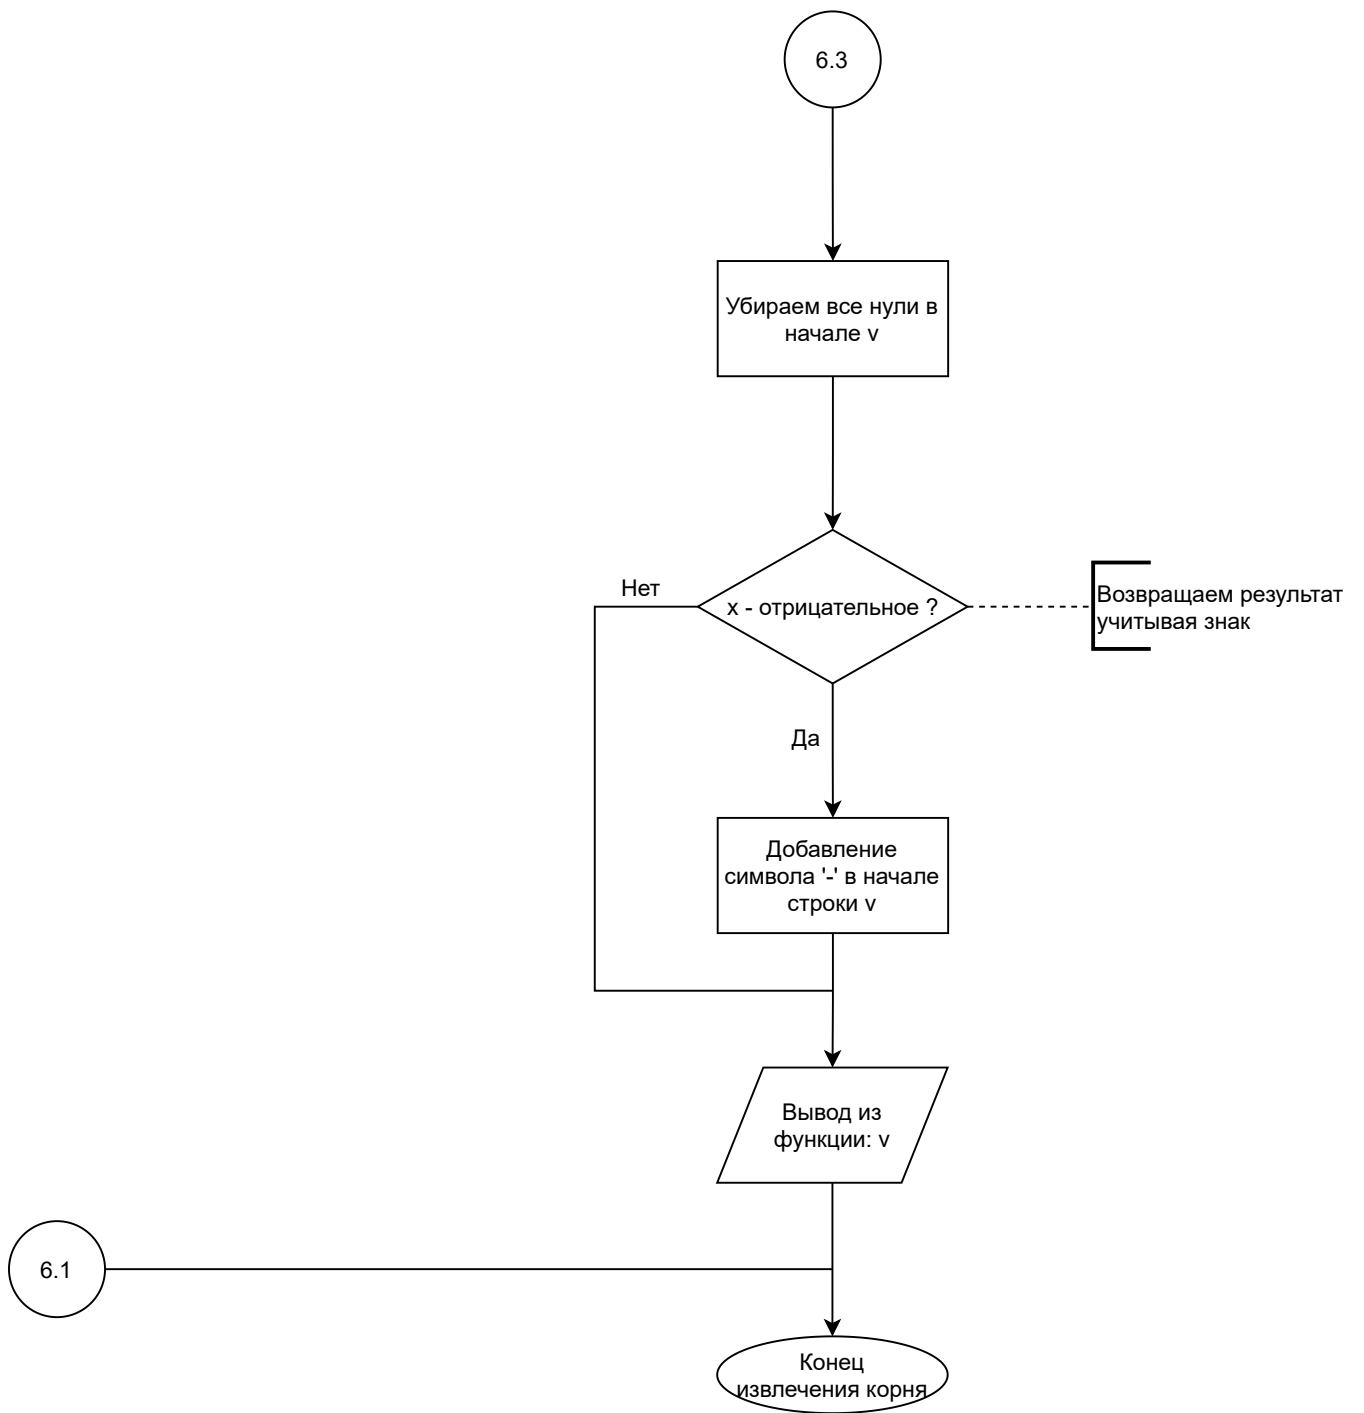 6.3
Убираем все нули в
начале v
Нет
x - отрицательное ?
Возвращаем результат
учитывая знак
Да
Добавление
символа '-' в начале
строки v
Вывод из
функции: v
6.1
Конец
извлечения корня